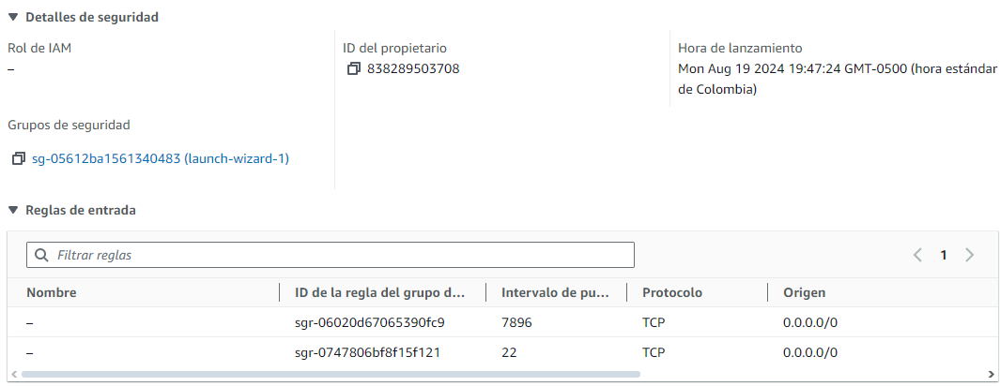 Detalles de seguridad
Rol de IAM
–
ID del propietario
838289503708
Hora de lanzamiento
Mon Aug 19 2024 19:47:24 GMT-0500 (hora estándar
de Colombia)
Grupos de seguridad
sg-05612ba1561340483 (launch-wizard-1)
Reglas de entrada
Filtrar reglas
1
Nombre ID de la regla del grupo d... Intervalo de pu... Protocolo Origen
– sgr-06020d67065390fc9 7896 TCP 0.0.0.0/0
– sgr-0747806bf8f15f121 22 TCP 0.0.0.0/0